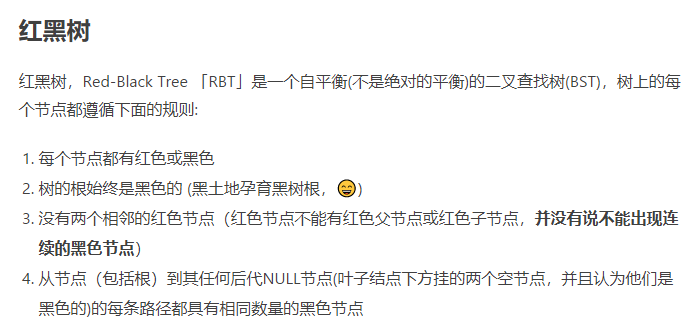 红黑树
红黑树，Red-Black Tree 「RBT」是一个自平衡(不是绝对的平衡)的二叉查找树(BST)，树上的每
个节点都遵循下面的规则:
1. 每个节点都有红色或黑色
2. 树的根始终是黑色的 (黑土地孕育黑树根，😄)
3. 没有两个相邻的红色节点（红色节点不能有红色父节点或红色子节点，并没有说不能出现连
续的黑色节点）
4. 从节点（包括根）到其任何后代NULL节点(叶子结点下方挂的两个空节点，并且认为他们是
黑色的)的每条路径都具有相同数量的黑色节点